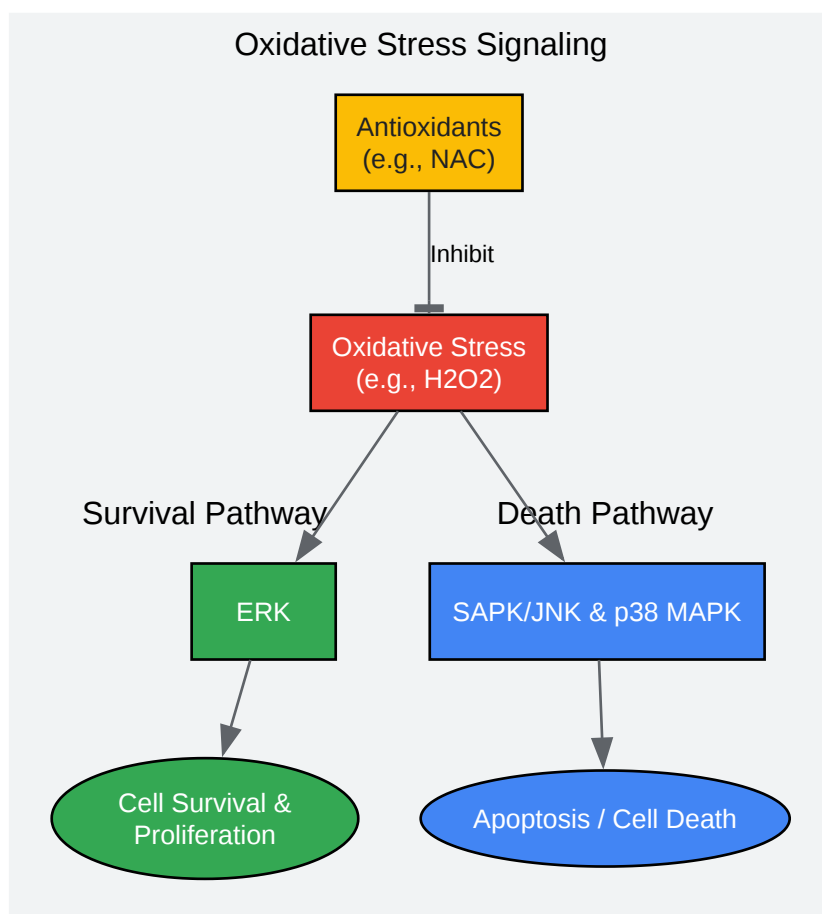 Oxidative Stress Signaling
Antioxidants
(e.g., NAC)
Inhibit
Oxidative Stress
(e.g., H2O2)
Survival Pathway
Death Pathway
ERK
SAPK/JNK & p38 MAPK
Cell Survival &
Proliferation
Apoptosis / Cell Death